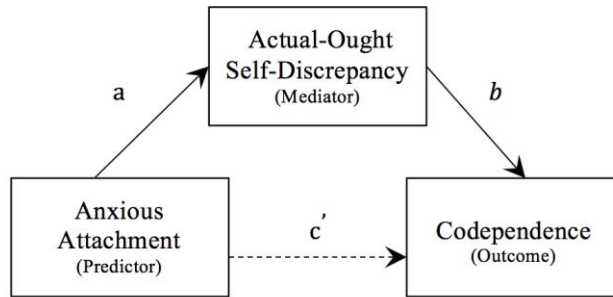 Actual-Ought
Self-Discrepancy
(Mediator)
a
b
Anxious
Attachment
(Predictor)
c'
Codependence
(Outcome)